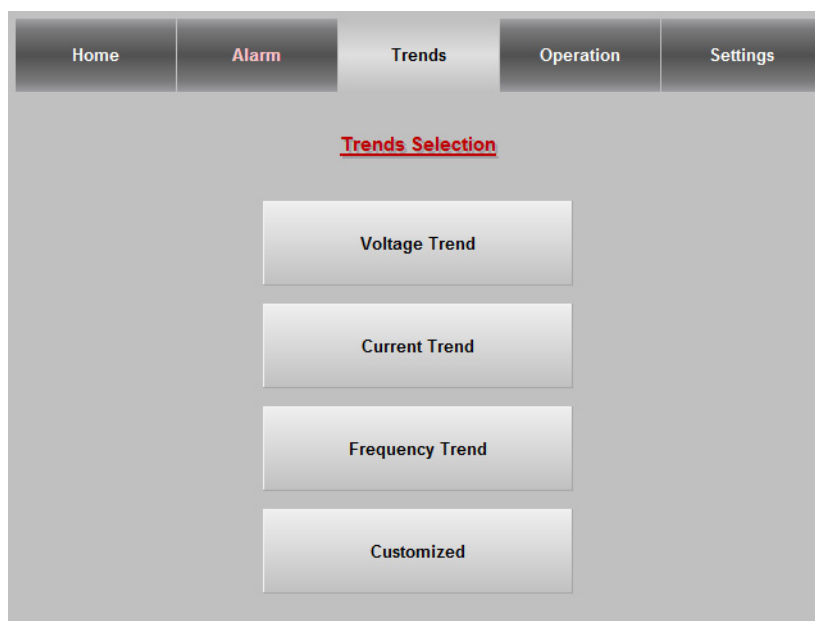 Home Alarm Trends Operation Settings
Trends Selection
Voltage Trend
Current Trend
Frequency Trend
Customized